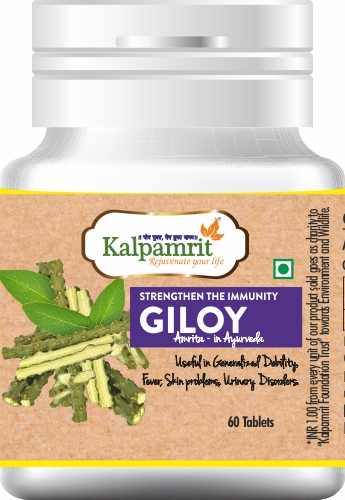 Kalpamrit
Rejuvenate your life
STRENGTHEN THE IMMUNITY
GILOY
Amrita - in Ayurveda
Useful in Generalized Debility,
Fever, Skin problems, Urinary Disorders.
60 Tablets
*INR 1.00 from every unit of our product sold goes as charity to
"Kalpamrit Foundation Trust" towards Environment and Wildlife.